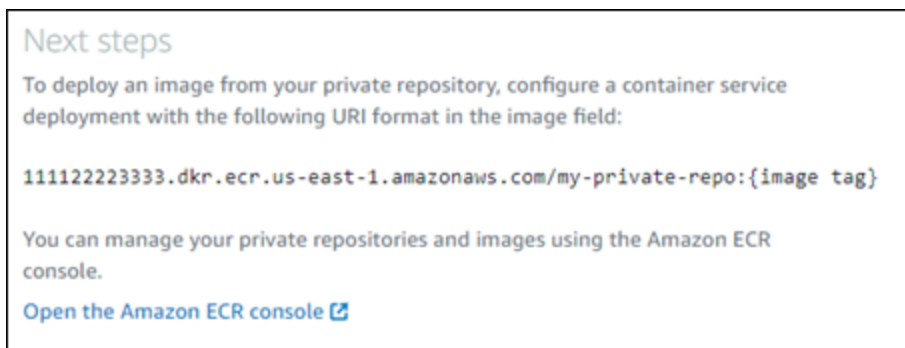 Next steps
To deploy an image from your private repository, configure a container service
deployment with the following URI format in the image field:
111122223333.dkr.ecr.us-east-1.amazonaws.com/my-private-repo:{image tag}
You can manage your private repositories and images using the Amazon ECR
console.
Open the Amazon ECR console